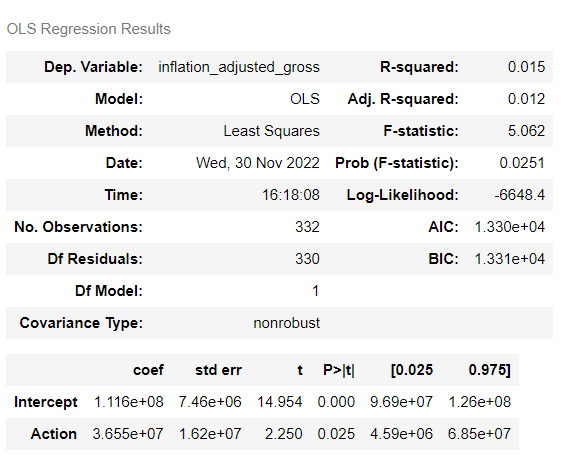 OLS Regression Results
Dep. Variable: inflation_adjusted_gross R-squared: 0.015
Model: OLS Adj. R-squared: 0.012
Method: Least Squares F-statistic: 5.062
Date: Wed, 30 Nov 2022 Prob (F-statistic): 0.0251
Time: 16:18:08 Log-Likelihood: -6648.4
No. Observations: 332 AIC: 1.330e+04
Df Residuals: 330 BIC: 1.331e+04
Df Model: 1
Covariance Type: nonrobust
coef std err t P>|t| [0.025 0.975]
Intercept 1.116e+08 7.46e+06 14.954 0.000 9.69e+07 1.26e+08
Action 3.655e+07 1.62e+07 2.250 0.025 4.59e+06 6.85e+07